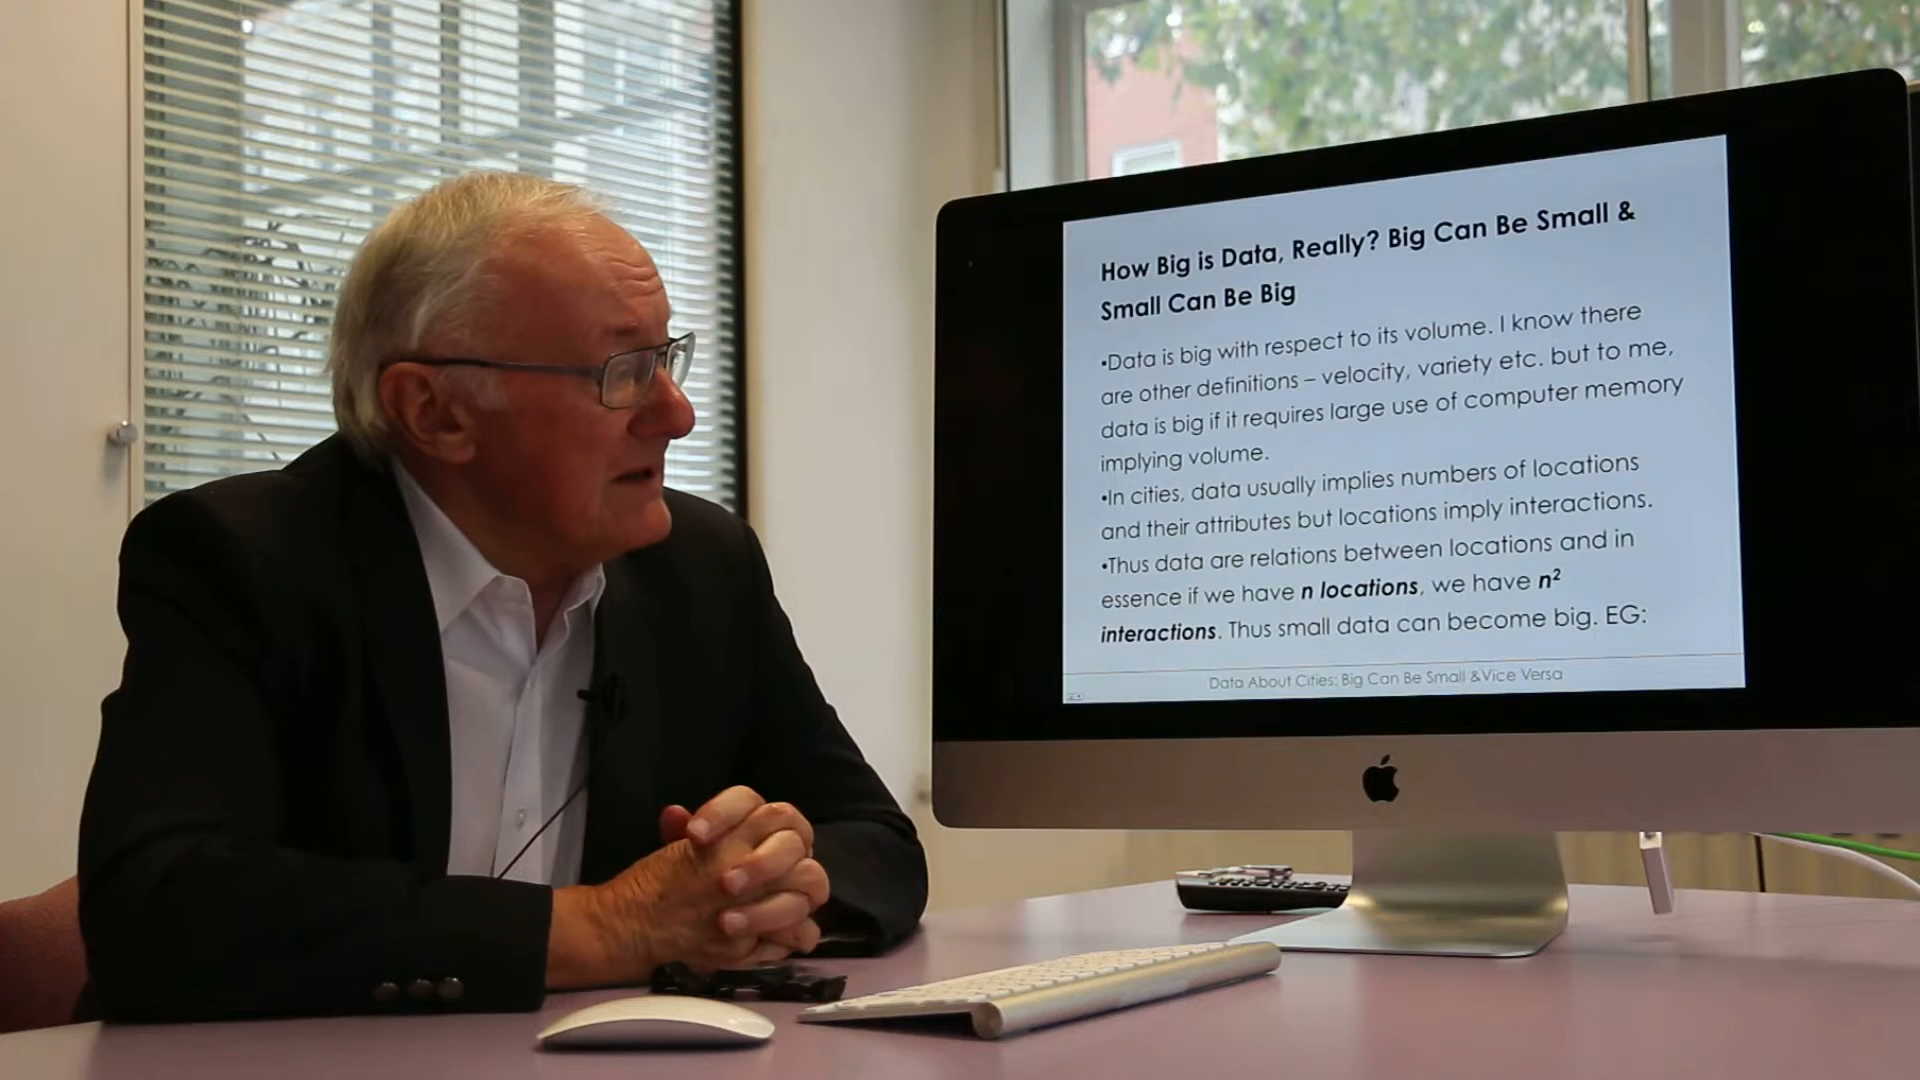 How Big is Data, Really? Big Can Be Small &
Small Can Be Big
•Data is big with respect to its volume. I know there
are other definitions – velocity, variety etc. but to me,
data is big if it requires large use of computer memory
implying volume.
•In cities, data usually implies numbers of locations
and their attributes but locations imply interactions.
•Thus data are relations between locations and in
essence if we have n locations, we have n²
interactions. Thus small data can become big. EG:
Data About Cities: Big Can Be Small &Vice Versa